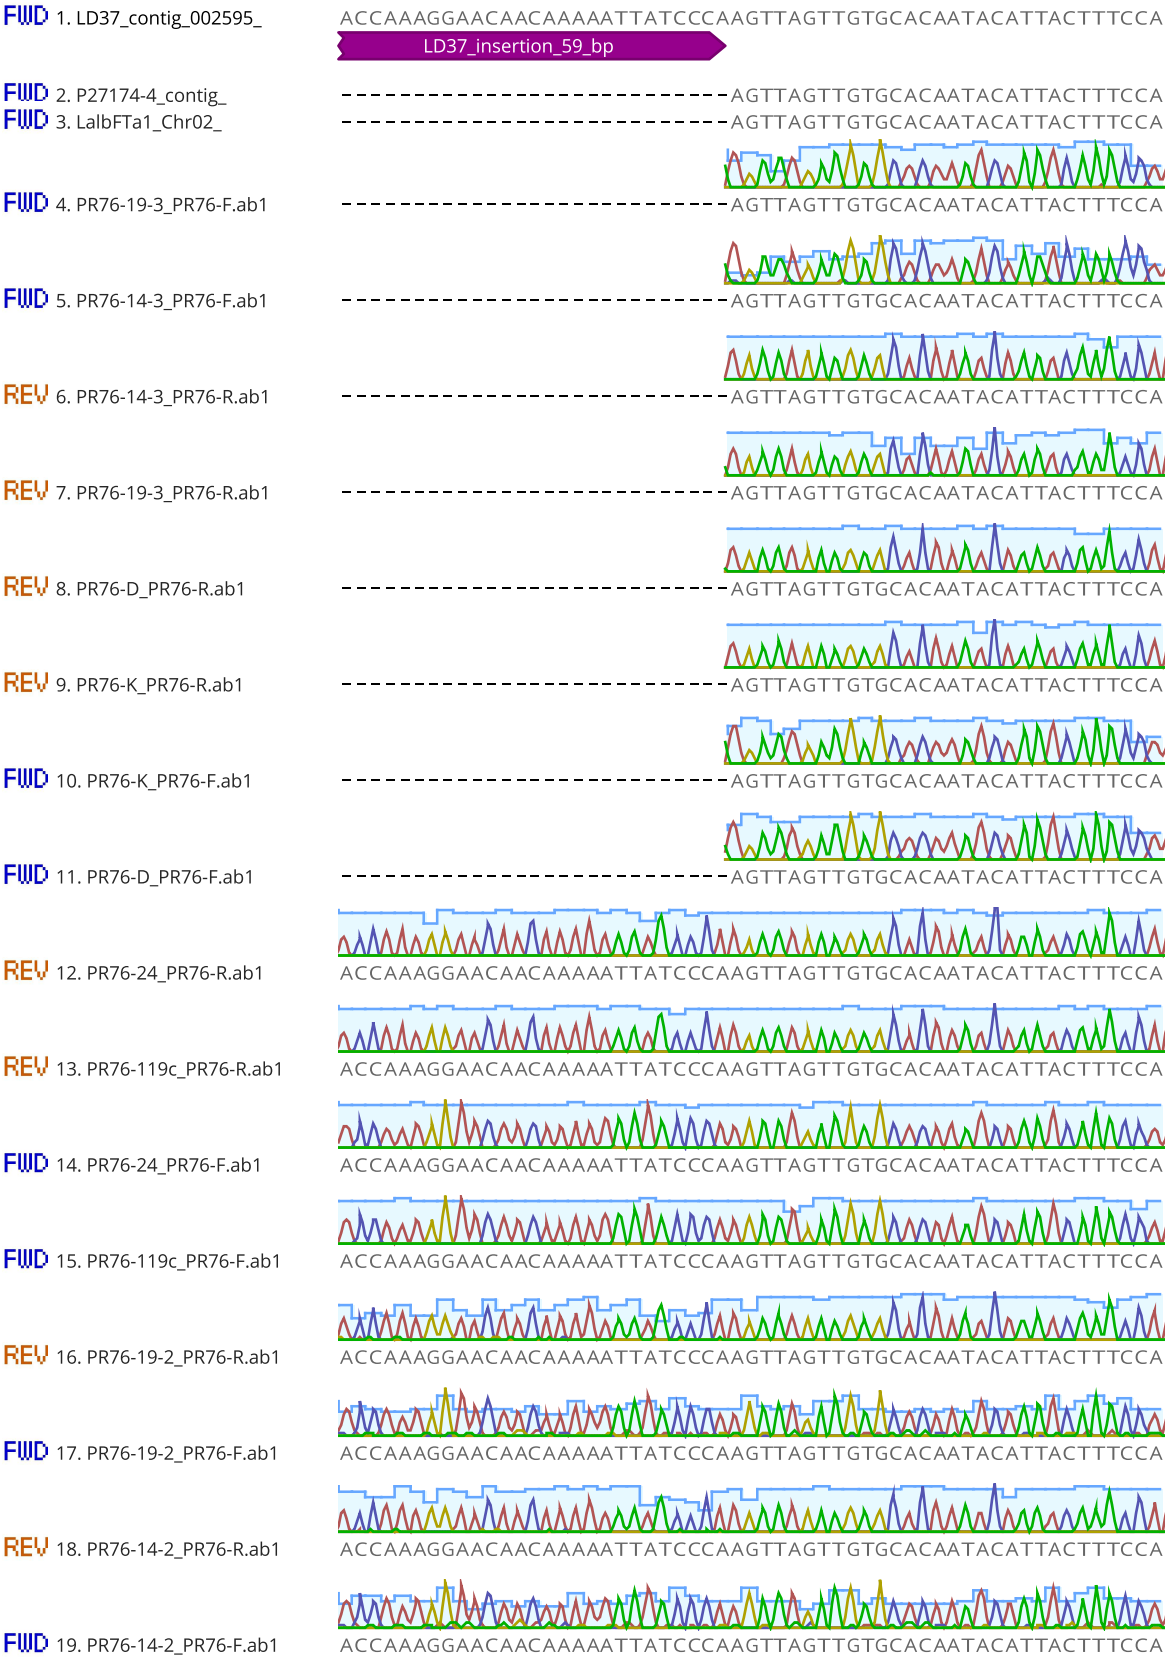 FWD 1. LD37_contig_002595_ ACCAAAGGAACAACAAAAATTATCCCAAGTTAGTTGTGCACAATACATTACTTTCCA
LD37_insertion_59_bp
FWD 2. P27174-4_contig_ ---------------------------AGTTAGTTGTGCACAATACATTACTTTCCA
FWD 3. LalbFTa1_Chr02_ ---------------------------AGTTAGTTGTGCACAATACATTACTTTCCA
FWD 4. PR76-19-3_PR76-F.ab1 ---------------------------AGTTAGTTGTGCACAATACATTACTTTCCA
FWD 5. PR76-14-3_PR76-F.ab1 ---------------------------AGTTAGTTGTGCACAATACATTACTTTCCA
REV 6. PR76-14-3_PR76-R.ab1 ---------------------------AGTTAGTTGTGCACAATACATTACTTTCCA
REV 7. PR76-19-3_PR76-R.ab1 ---------------------------AGTTAGTTGTGCACAATACATTACTTTCCA
REV 8. PR76-D_PR76-R.ab1 ---------------------------AGTTAGTTGTGCACAATACATTACTTTCCA
REV 9. PR76-K_PR76-R.ab1 ---------------------------AGTTAGTTGTGCACAATACATTACTTTCCA
FWD 10. PR76-K_PR76-F.ab1 ---------------------------AGTTAGTTGTGCACAATACATTACTTTCCA
FWD 11. PR76-D_PR76-F.ab1 ---------------------------AGTTAGTTGTGCACAATACATTACTTTCCA
REV 12. PR76-24_PR76-R.ab1 ACCAAAGGAACAACAAAAATTATCCCAAGTTAGTTGTGCACAATACATTACTTTCCA
REV 13. PR76-119c_PR76-R.ab1 ACCAAAGGAACAACAAAAATTATCCCAAGTTAGTTGTGCACAATACATTACTTTCCA
FWD 14. PR76-24_PR76-F.ab1 ACCAAAGGAACAACAAAAATTATCCCAAGTTAGTTGTGCACAATACATTACTTTCCA
FWD 15. PR76-119c_PR76-F.ab1 ACCAAAGGAACAACAAAAATTATCCCAAGTTAGTTGTGCACAATACATTACTTTCCA
REV 16. PR76-19-2_PR76-R.ab1 ACCAAAGGAACAACAAAAATTATCCCAAGTTAGTTGTGCACAATACATTACTTTCCA
FWD 17. PR76-19-2_PR76-F.ab1 ACCAAAGGAACAACAAAAATTATCCCAAGTTAGTTGTGCACAATACATTACTTTCCA
REV 18. PR76-14-2_PR76-R.ab1 ACCAAAGGAACAACAAAAATTATCCCAAGTTAGTTGTGCACAATACATTACTTTCCA
FWD 19. PR76-14-2_PR76-F.ab1 ACCAAAGGAACAACAAAAATTATCCCAAGTTAGTTGTGCACAATACATTACTTTCCA